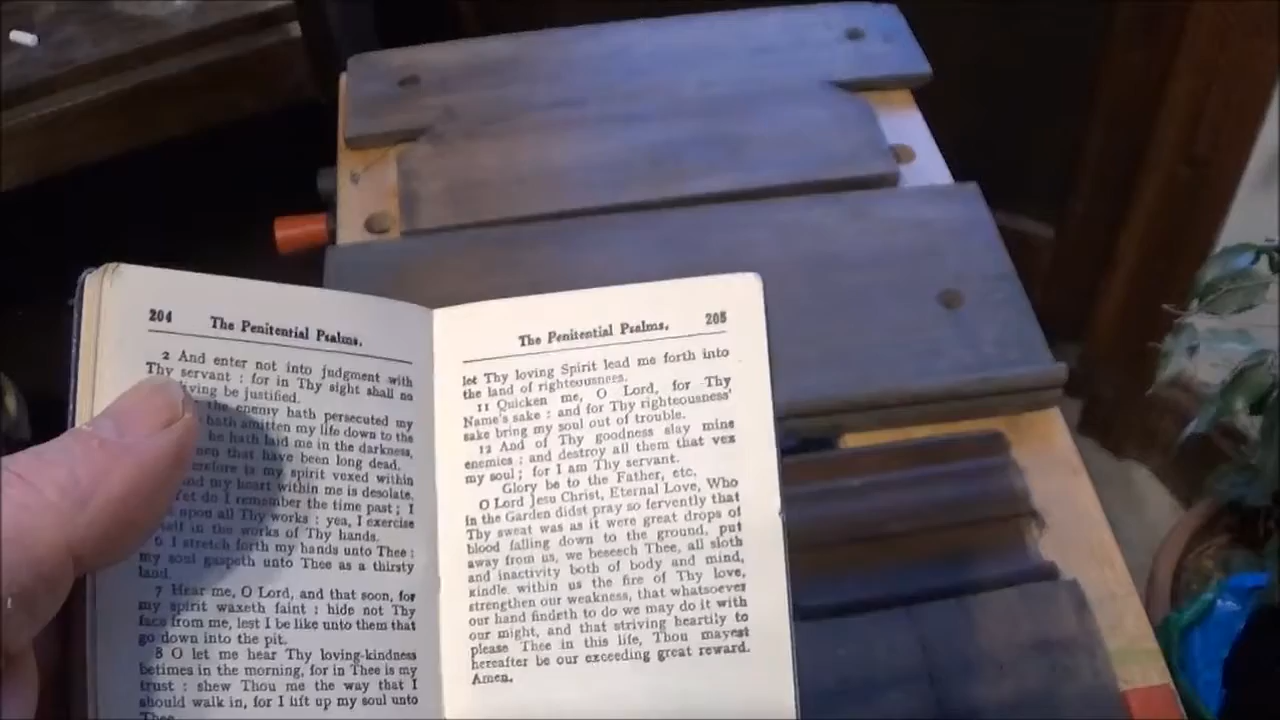 204 The Penitential Psalms.
2 And enter not into judgment with
Thy servant : for in Thy sight shall no
living be justified.
the enemy hath persecuted my
hath smitten my life down to the
he hath laid me in the darkness,
men that have been long dead.
is my spirit vexed within
and my heart within me is desolate.
Yet do I remember the time past ; I
upon all Thy works : yea, I exercise
in the works of Thy hands.
6 I stretch forth my hands unto Thee :
my soul gaspeth unto Thee as a thirsty
land.
7 Hear me, O Lord, and that soon, for
my spirit waxeth faint : hide not Thy
face from me, lest I be like unto them that
go down into the pit.
8 O let me hear Thy loving-kindness
betimes in the morning, for in Thee is my
trust : shew Thou me the way that I
should walk in, for I lift up my soul unto
Thee.
The Penitential Psalms. 205
let Thy loving Spirit lead me forth into
the land of righteousness.
11 Quicken me, O Lord, for Thy
Name's sake : and for Thy righteousness'
sake bring my soul out of trouble.
12 And of Thy goodness slay mine
enemies : and destroy all them that vex
my soul ; for I am Thy servant.
Glory be to the Father, etc.
O Lord Jesu Christ, Eternal Love, Who
in the Garden didst pray so fervently that
Thy sweat was as it were great drops of
blood falling down to the ground, put
away from us, we beseech Thee, all sloth
and inactivity both of body and mind,
kindle within us the fire of Thy love,
strengthen our weakness, that whatsoever
our hand findeth to do we may do it with
our might, and that striving heartily to
please Thee in this life, Thou mayest
hereafter be our exceeding great reward.
Amen.